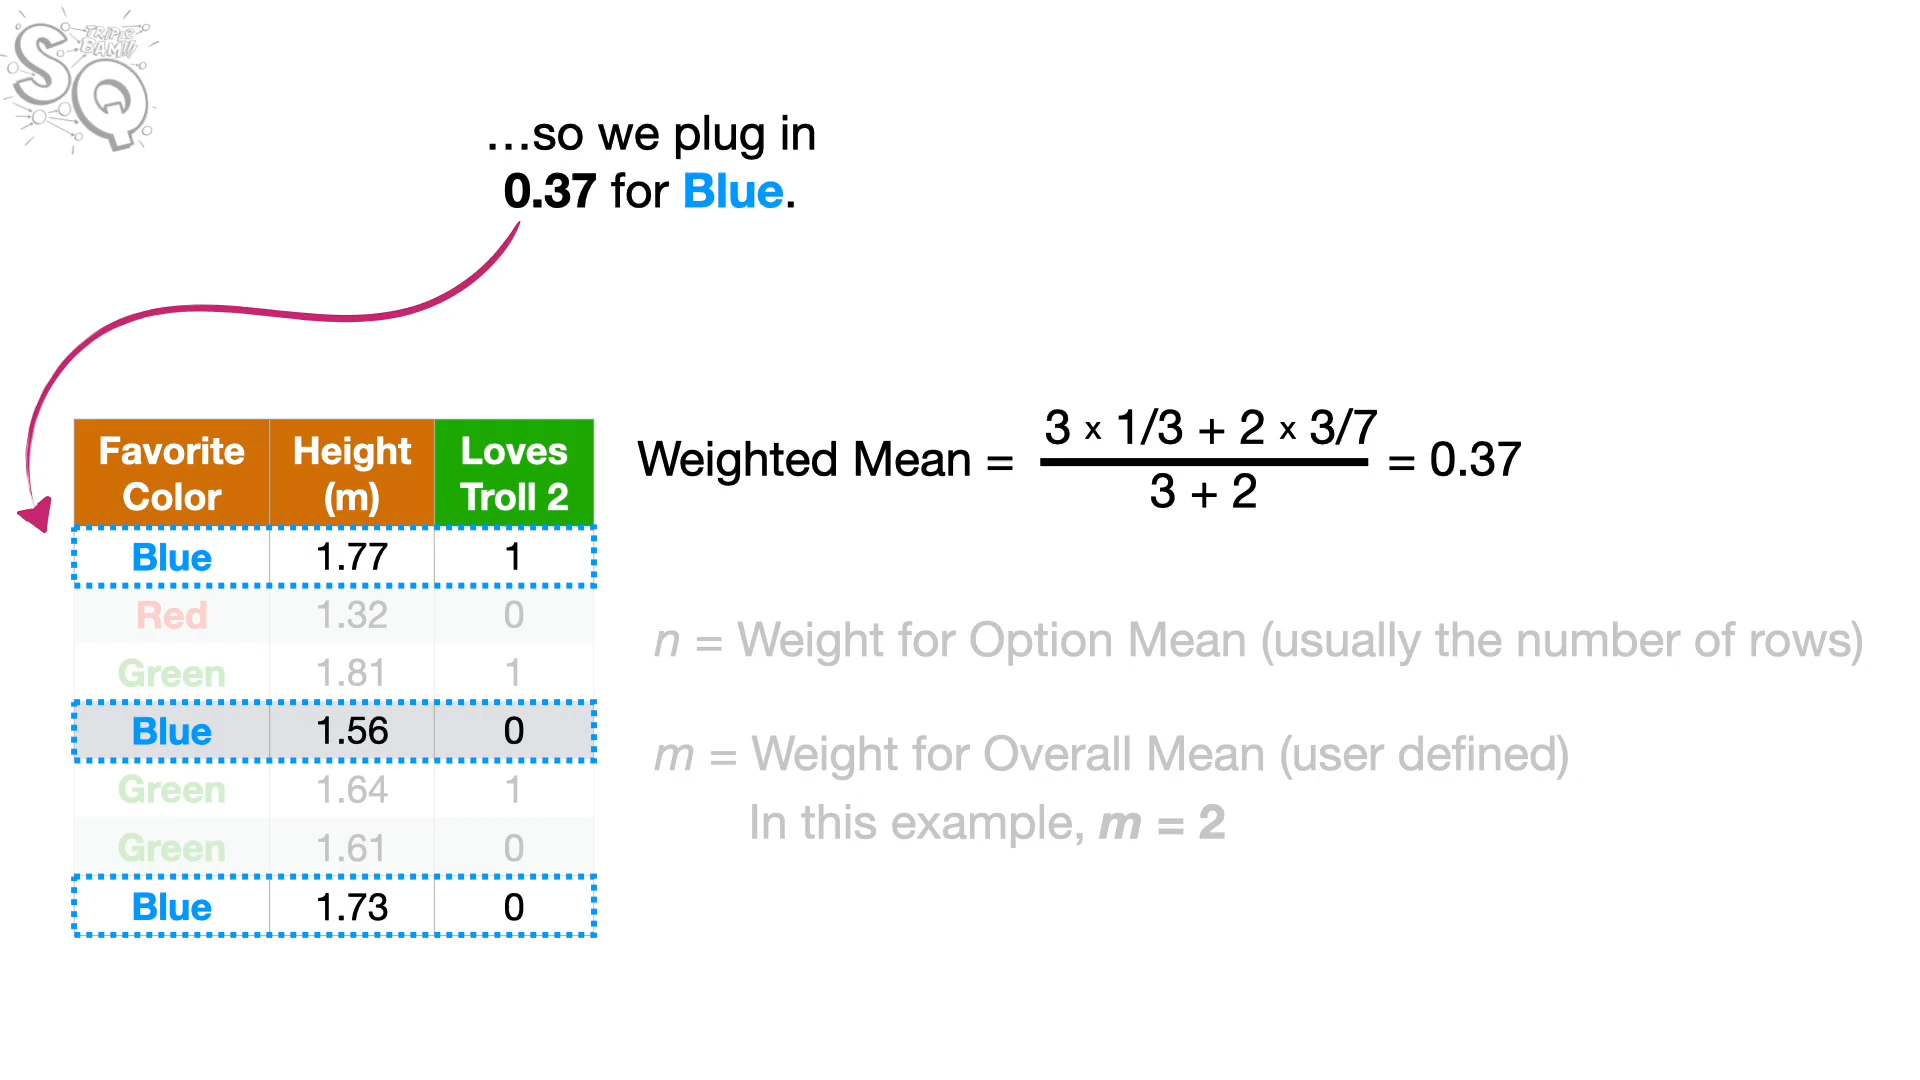 SQ
TRIPLE
BAM!!!
…so we plug in
0.37 for Blue.
Favorite Color Height (m) Loves Troll 2
Blue 1.77 1
Red 1.32 0
Green 1.81 1
Blue 1.56 0
Green 1.64 1
Green 1.61 0
Blue 1.73 0
Weighted Mean = 3 x 1/3 + 2 x 3/7 / 3 + 2 = 0.37
n = Weight for Option Mean (usually the number of rows)
m = Weight for Overall Mean (user defined)
In this example, m = 2